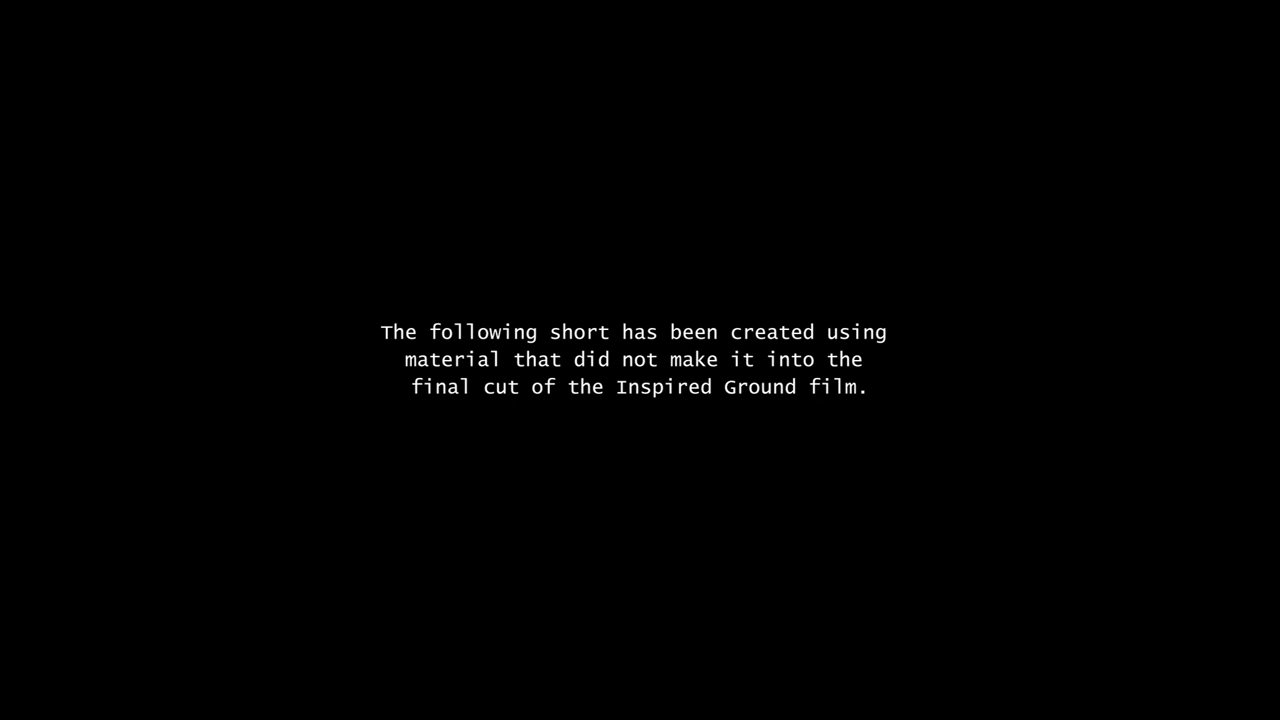 The following short has been created using
material that did not make it into the
final cut of the Inspired Ground film.